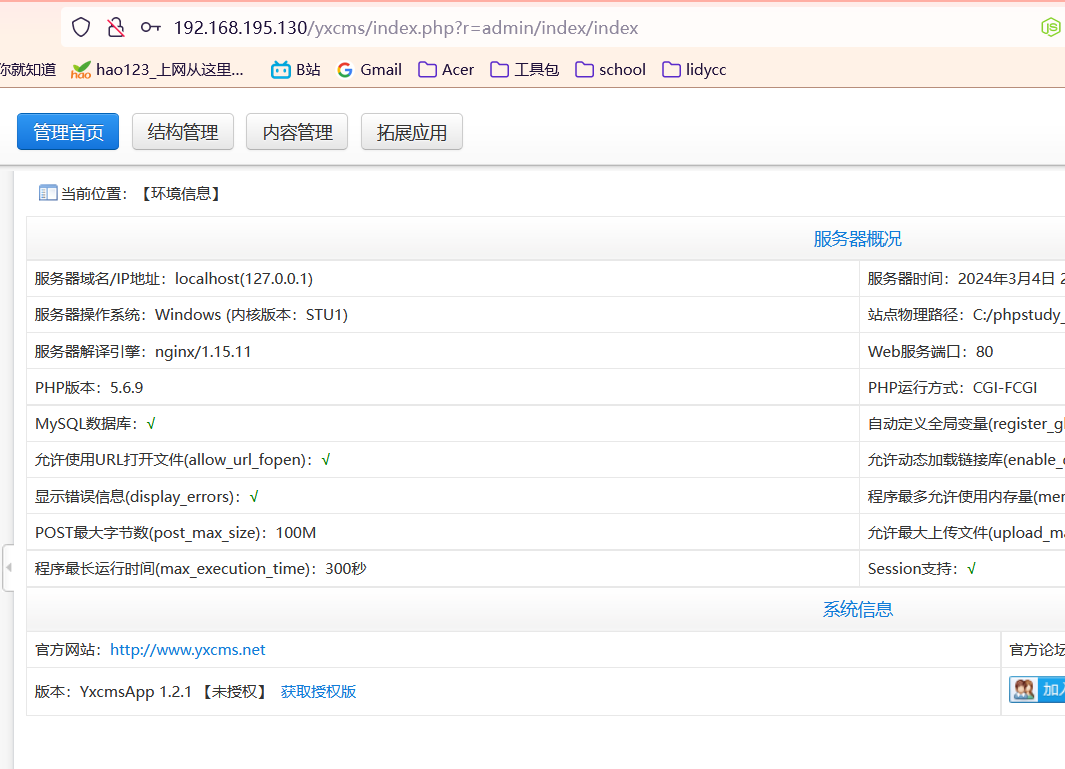 192.168.195.130/yxcms/index.php?r=admin/index/index
你就知道 hao123_上网从这里... B站 Gmail Acer 工具包 school lidycc
管理首页 结构管理 内容管理 拓展应用
当前位置：【环境信息】
服务器概况
服务器域名/IP地址：localhost(127.0.0.1) 服务器时间：2024年3月4日 2
服务器操作系统：Windows (内核版本：STU1) 站点物理路径：C:/phpstudy_
服务器解译引擎：nginx/1.15.11 Web服务端口：80
PHP版本：5.6.9 PHP运行方式：CGI-FCGI
MySQL数据库：√ 自动定义全局变量(register_gl
允许使用URL打开文件(allow_url_fopen)：√ 允许动态加载链接库(enable_
显示错误信息(display_errors)：√ 程序最多允许使用内存量(mer
POST最大字节数(post_max_size)：100M 允许最大上传文件(upload_ma
程序最长运行时间(max_execution_time)：300秒 Session支持：√
系统信息
官方网站：http://www.yxcms.net 官方论坛
版本：YxcmsApp 1.2.1 【未授权】 获取授权版 加入